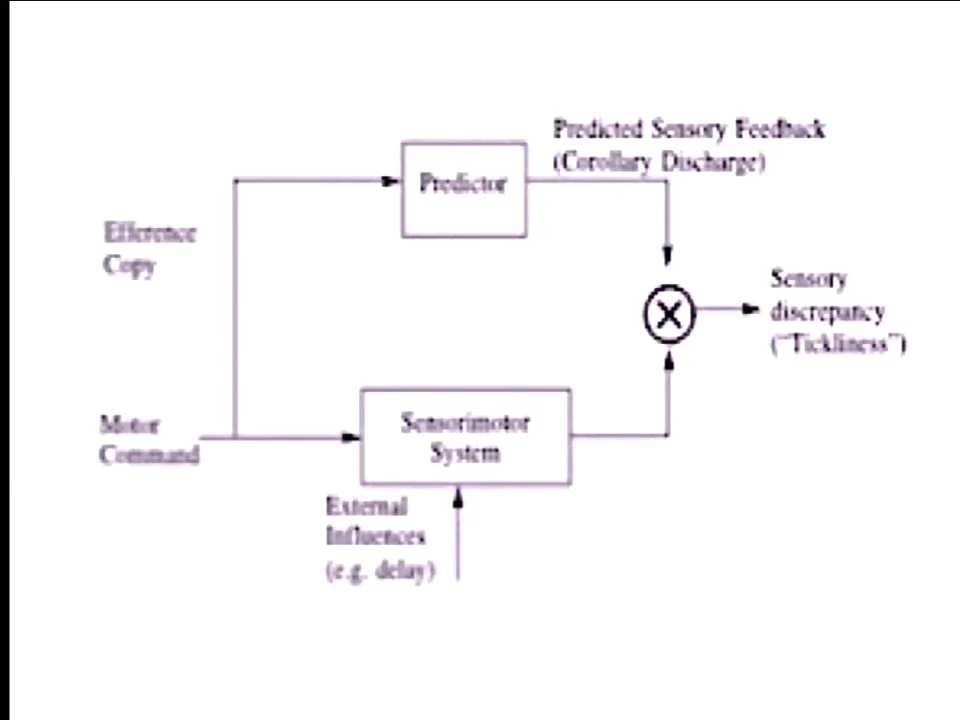 Predicted Sensory Feedback
(Corollary Discharge)
Predictor
Efference
Copy
Sensory
discrepancy
("Tickliness")
X
Motor
Command
Sensorimotor
System
External
Influences
(e.g. delay)